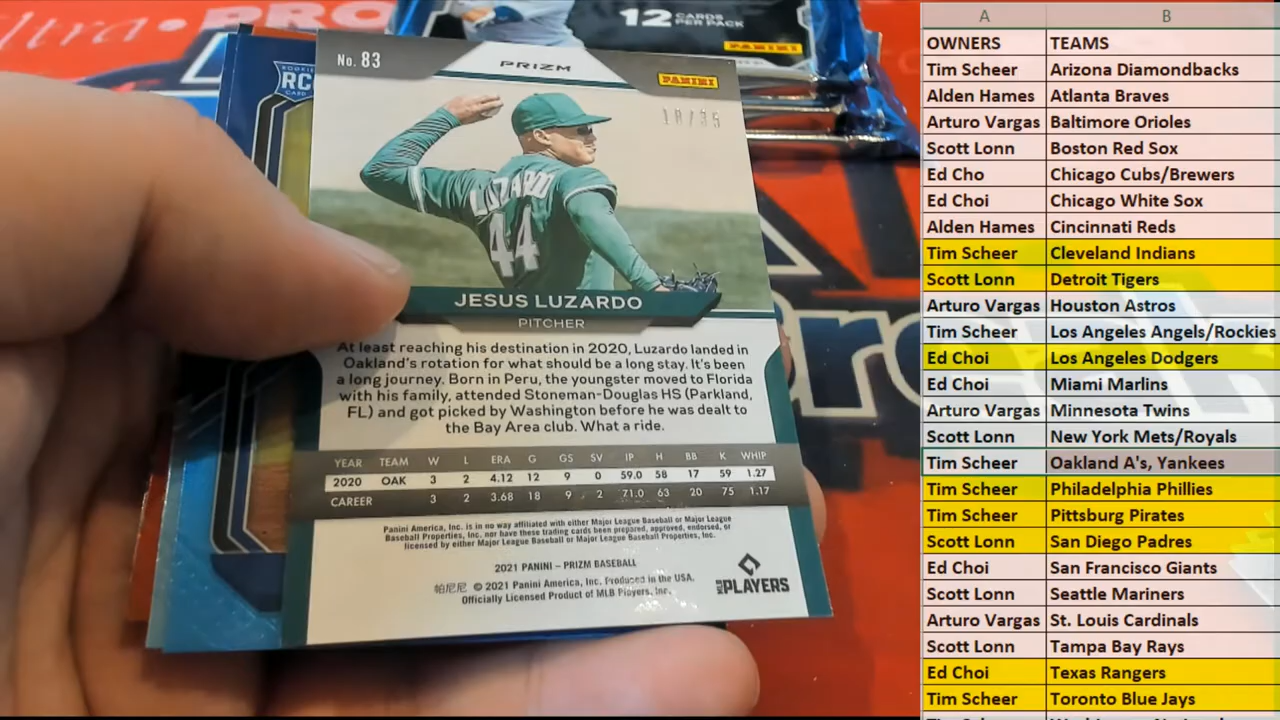 ltra·PRO
12 CARDS PER PACK
PANINI
ROOKIE
RC
CARD
No. 83
PRIZM
PANINI
18/35
LUZARDO
44
JESUS LUZARDO
PITCHER
At least reaching his destination in 2020, Luzardo landed in
Oakland's rotation for what should be a long stay. It's been
a long journey. Born in Peru, the youngster moved to Florida
with his family, attended Stoneman-Douglas HS (Parkland,
FL) and got picked by Washington before he was dealt to
the Bay Area club. What a ride.
YEAR TEAM W L ERA G GS SV IP H BB K WHIP
2020 OAK 3 2 4.12 12 9 0 59.0 58 17 59 1.27
CAREER 3 2 3.68 18 9 2 71.0 63 20 75 1.17
Panini America, Inc. is in no way affiliated with either Major League Baseball or Major League
Baseball Properties, Inc. nor have these trading cards been prepared, approved, endorsed, or
licensed by either Major League Baseball or Major League Baseball Properties, Inc.
2021 PANINI – PRIZM BASEBALL
帕尼尼 © 2021 Panini America, Inc. Produced in the USA.
Officially Licensed Product of MLB Players, Inc.
MLB PLAYERS
A B
OWNERS TEAMS
Tim Scheer Arizona Diamondbacks
Alden Hames Atlanta Braves
Arturo Vargas Baltimore Orioles
Scott Lonn Boston Red Sox
Ed Cho Chicago Cubs/Brewers
Ed Choi Chicago White Sox
Alden Hames Cincinnati Reds
Tim Scheer Cleveland Indians
Scott Lonn Detroit Tigers
Arturo Vargas Houston Astros
Tim Scheer Los Angeles Angels/Rockies
Ed Choi Los Angeles Dodgers
Ed Choi Miami Marlins
Arturo Vargas Minnesota Twins
Scott Lonn New York Mets/Royals
Tim Scheer Oakland A's, Yankees
Tim Scheer Philadelphia Phillies
Tim Scheer Pittsburg Pirates
Scott Lonn San Diego Padres
Ed Choi San Francisco Giants
Scott Lonn Seattle Mariners
Arturo Vargas St. Louis Cardinals
Scott Lonn Tampa Bay Rays
Ed Choi Texas Rangers
Tim Scheer Toronto Blue Jays